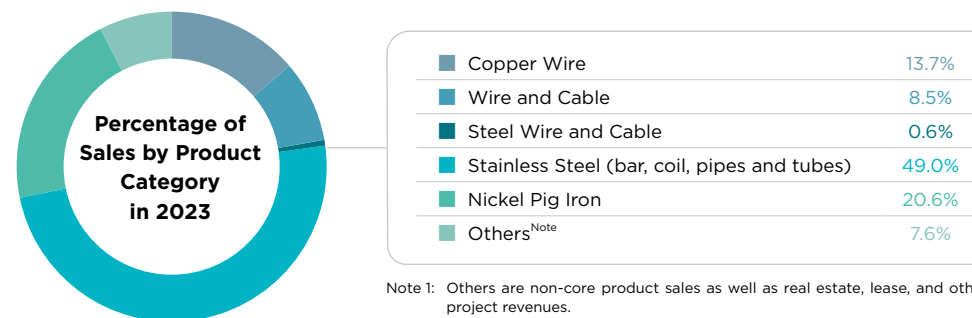 Percentage of
Sales by Product
Category
in 2023
Copper Wire 13.7%
Wire and Cable 8.5%
Steel Wire and Cable 0.6%
Stainless Steel (bar, coil, pipes and tubes) 49.0%
Nickel Pig Iron 20.6%
Others Note 7.6%
Note 1: Others are non-core product sales as well as real estate, lease, and
project revenues.